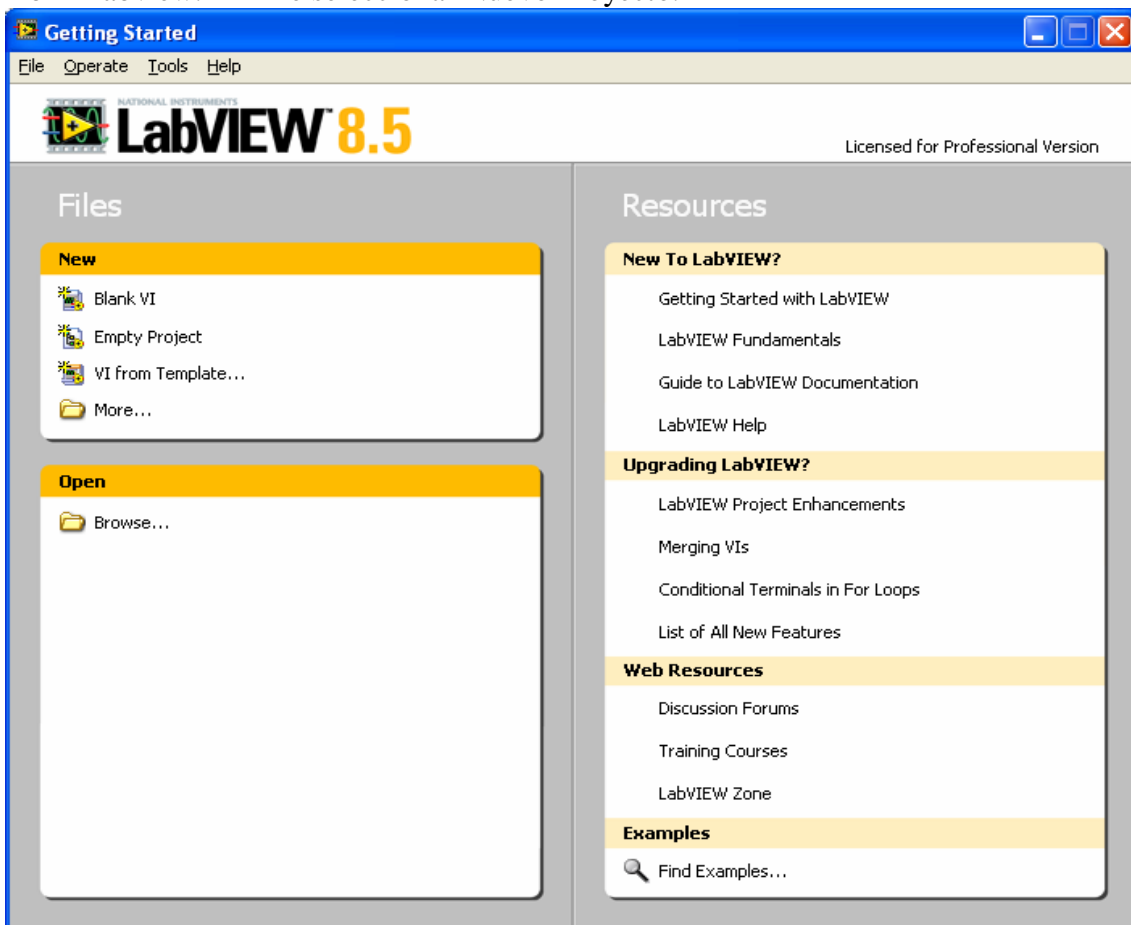 Getting Started
File Operate Tools Help
NATIONAL INSTRUMENTS
LabVIEW™ 8.5
Licensed for Professional Version
Files
New
Blank VI
Empty Project
VI from Template...
More...
Open
Browse...
Resources
New To LabVIEW?
Getting Started with LabVIEW
LabVIEW Fundamentals
Guide to LabVIEW Documentation
LabVIEW Help
Upgrading LabVIEW?
LabVIEW Project Enhancements
Merging VIs
Conditional Terminals in For Loops
List of All New Features
Web Resources
Discussion Forums
Training Courses
LabVIEW Zone
Examples
Find Examples...